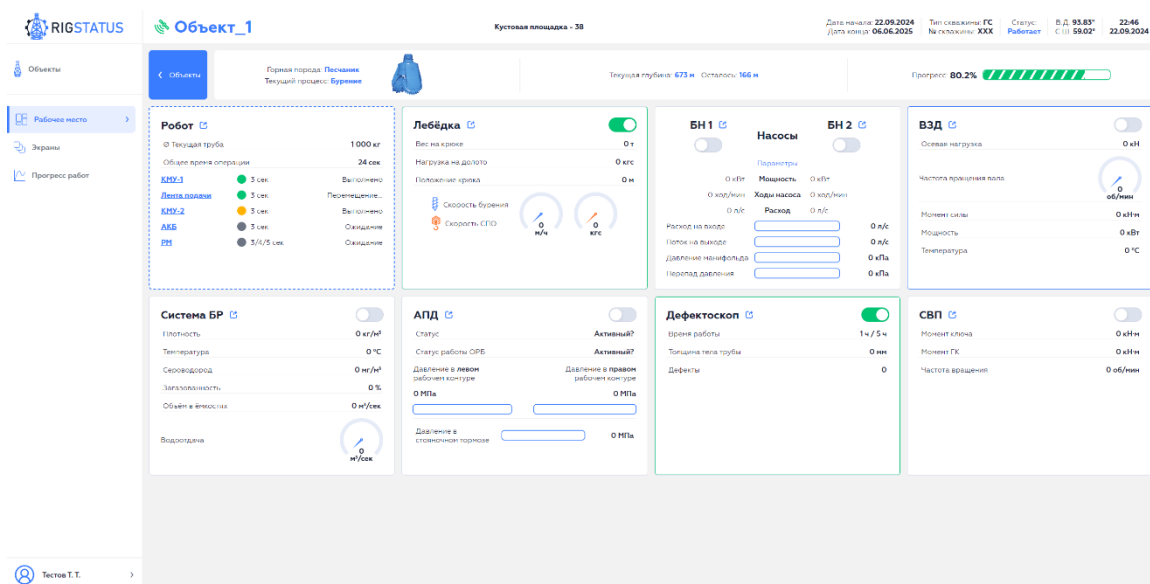 RIGSTATUS
Объект_1
Кустовая площадка - 38
Дата начала: 22.09.2024
Дата конца: 06.06.2025
Тип скважины: ГС
№ скважины: XXX
Статус:
Работает
В.Д. 93.83°
С.Ш. 59.02°
22:46
22.09.2024
Объекты
Рабочее место
Экраны
Прогресс работ
Объекты
Горная порода: Песчаник
Текущий процесс: Бурение
Текущая глубина: 673 м Осталось: 166 м
Прогресс: 80.2%
Робот
Ø Текущая труба 1 000 кг
Общее время операции 24 сек
КМУ-1 3 сек Выполнено
Лента подачи 3 сек Перемещение...
КМУ-2 3 сек Выполнено
АКБ 3 сек Ожидание
РМ 3/4/5 сек Ожидание
Лебёдка
Вес на крюке 0 т
Нагрузка на долото 0 кгс
Положение крюка 0 м
Скорость бурения
Скорость СПО
0
м/ч
0
кгс
БН 1
Насосы
БН 2
Параметры
0 кВт Мощность 0 кВт
0 ход/мин Ходы насоса 0 ход/мин
0 л/с Расход 0 л/с
Расход на входе 0 л/с
Поток на выходе 0 л/с
Давление манифольда 0 кПа
Перепад давления 0 кПа
ВЗД
Осевая нагрузка 0 кН
Частота вращения вала
0
об/мин
Момент силы 0 кН•м
Мощность 0 кВт
Температура 0 °C
Система БР
Плотность 0 кг/м³
Температура 0 °C
Сероводород 0 мг/м³
Загазованность 0 %
Объём в ёмкостях 0 м³/сек
Водоотдача
0
м³/сек
АПД
Статус Активный?
Статус работы ОРБ Активный?
Давление в левом
рабочем контуре
Давление в правом
рабочем контуре
0 МПа 0 МПа
Давление в
стояночном тормозе
0 МПа
Дефектоскоп
Время работы 1 ч / 5 ч
Толщина тела трубы 0 мм
Дефекты 0
СВП
Момент ключа 0 кН•м
Момент ГК 0 кН•м
Частота вращения 0 об/мин
Тестов Т. Т.